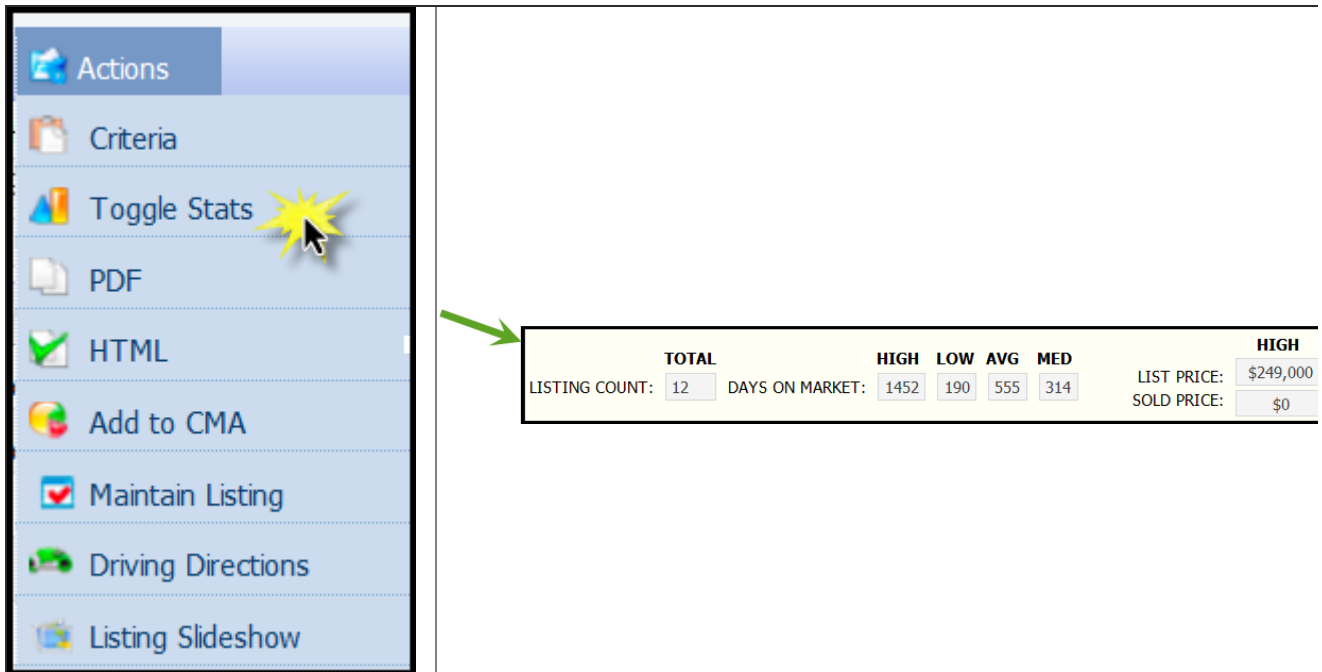 Actions
Criteria
Toggle Stats
PDF
HTML
Add to CMA
Maintain Listing
Driving Directions
Listing Slideshow
TOTAL HIGH LOW AVG MED HIGH
LISTING COUNT: 12 DAYS ON MARKET: 1452 190 555 314 LIST PRICE: $249,000
SOLD PRICE: $0